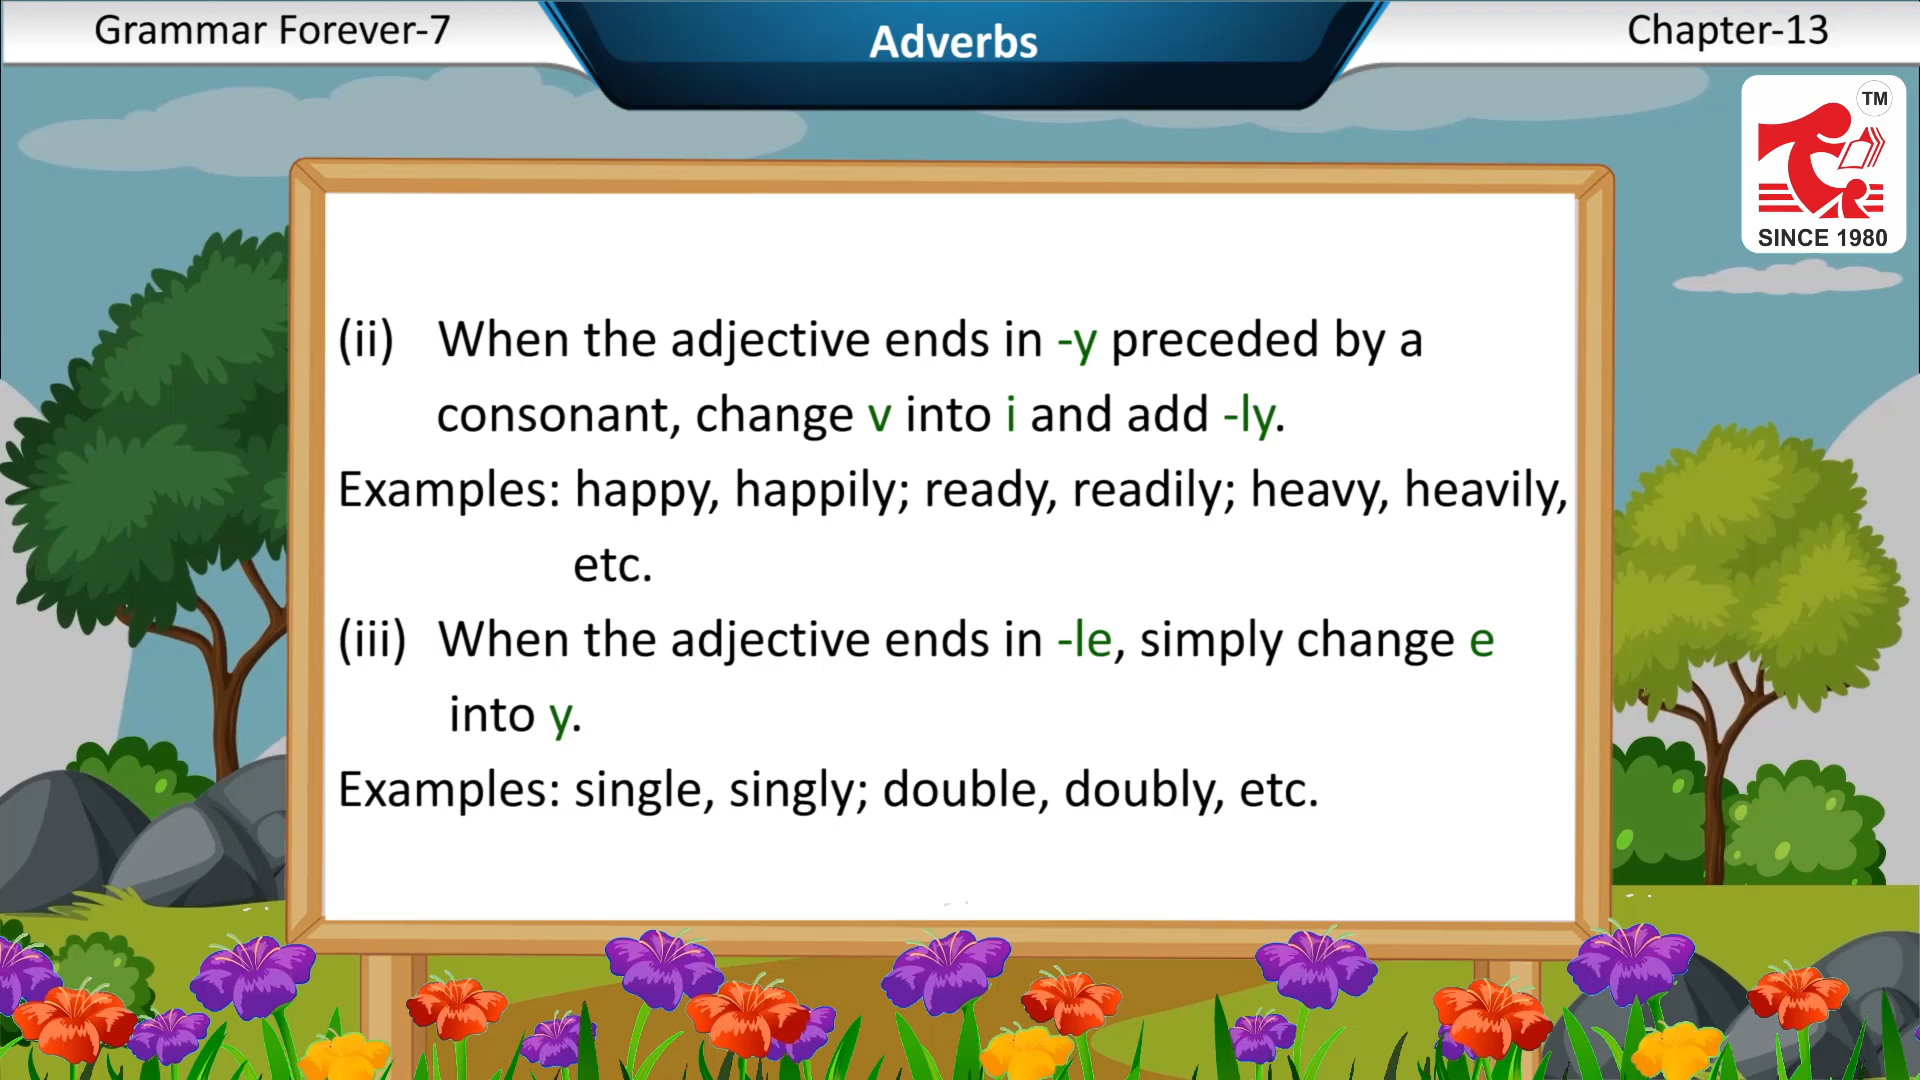 Grammar Forever-7
Adverbs
Chapter-13
TM
SINCE 1980
(ii) When the adjective ends in -y preceded by a
consonant, change v into i and add -ly.
Examples: happy, happily; ready, readily; heavy, heavily,
etc.
(iii) When the adjective ends in -le, simply change e
into y.
Examples: single, singly; double, doubly, etc.